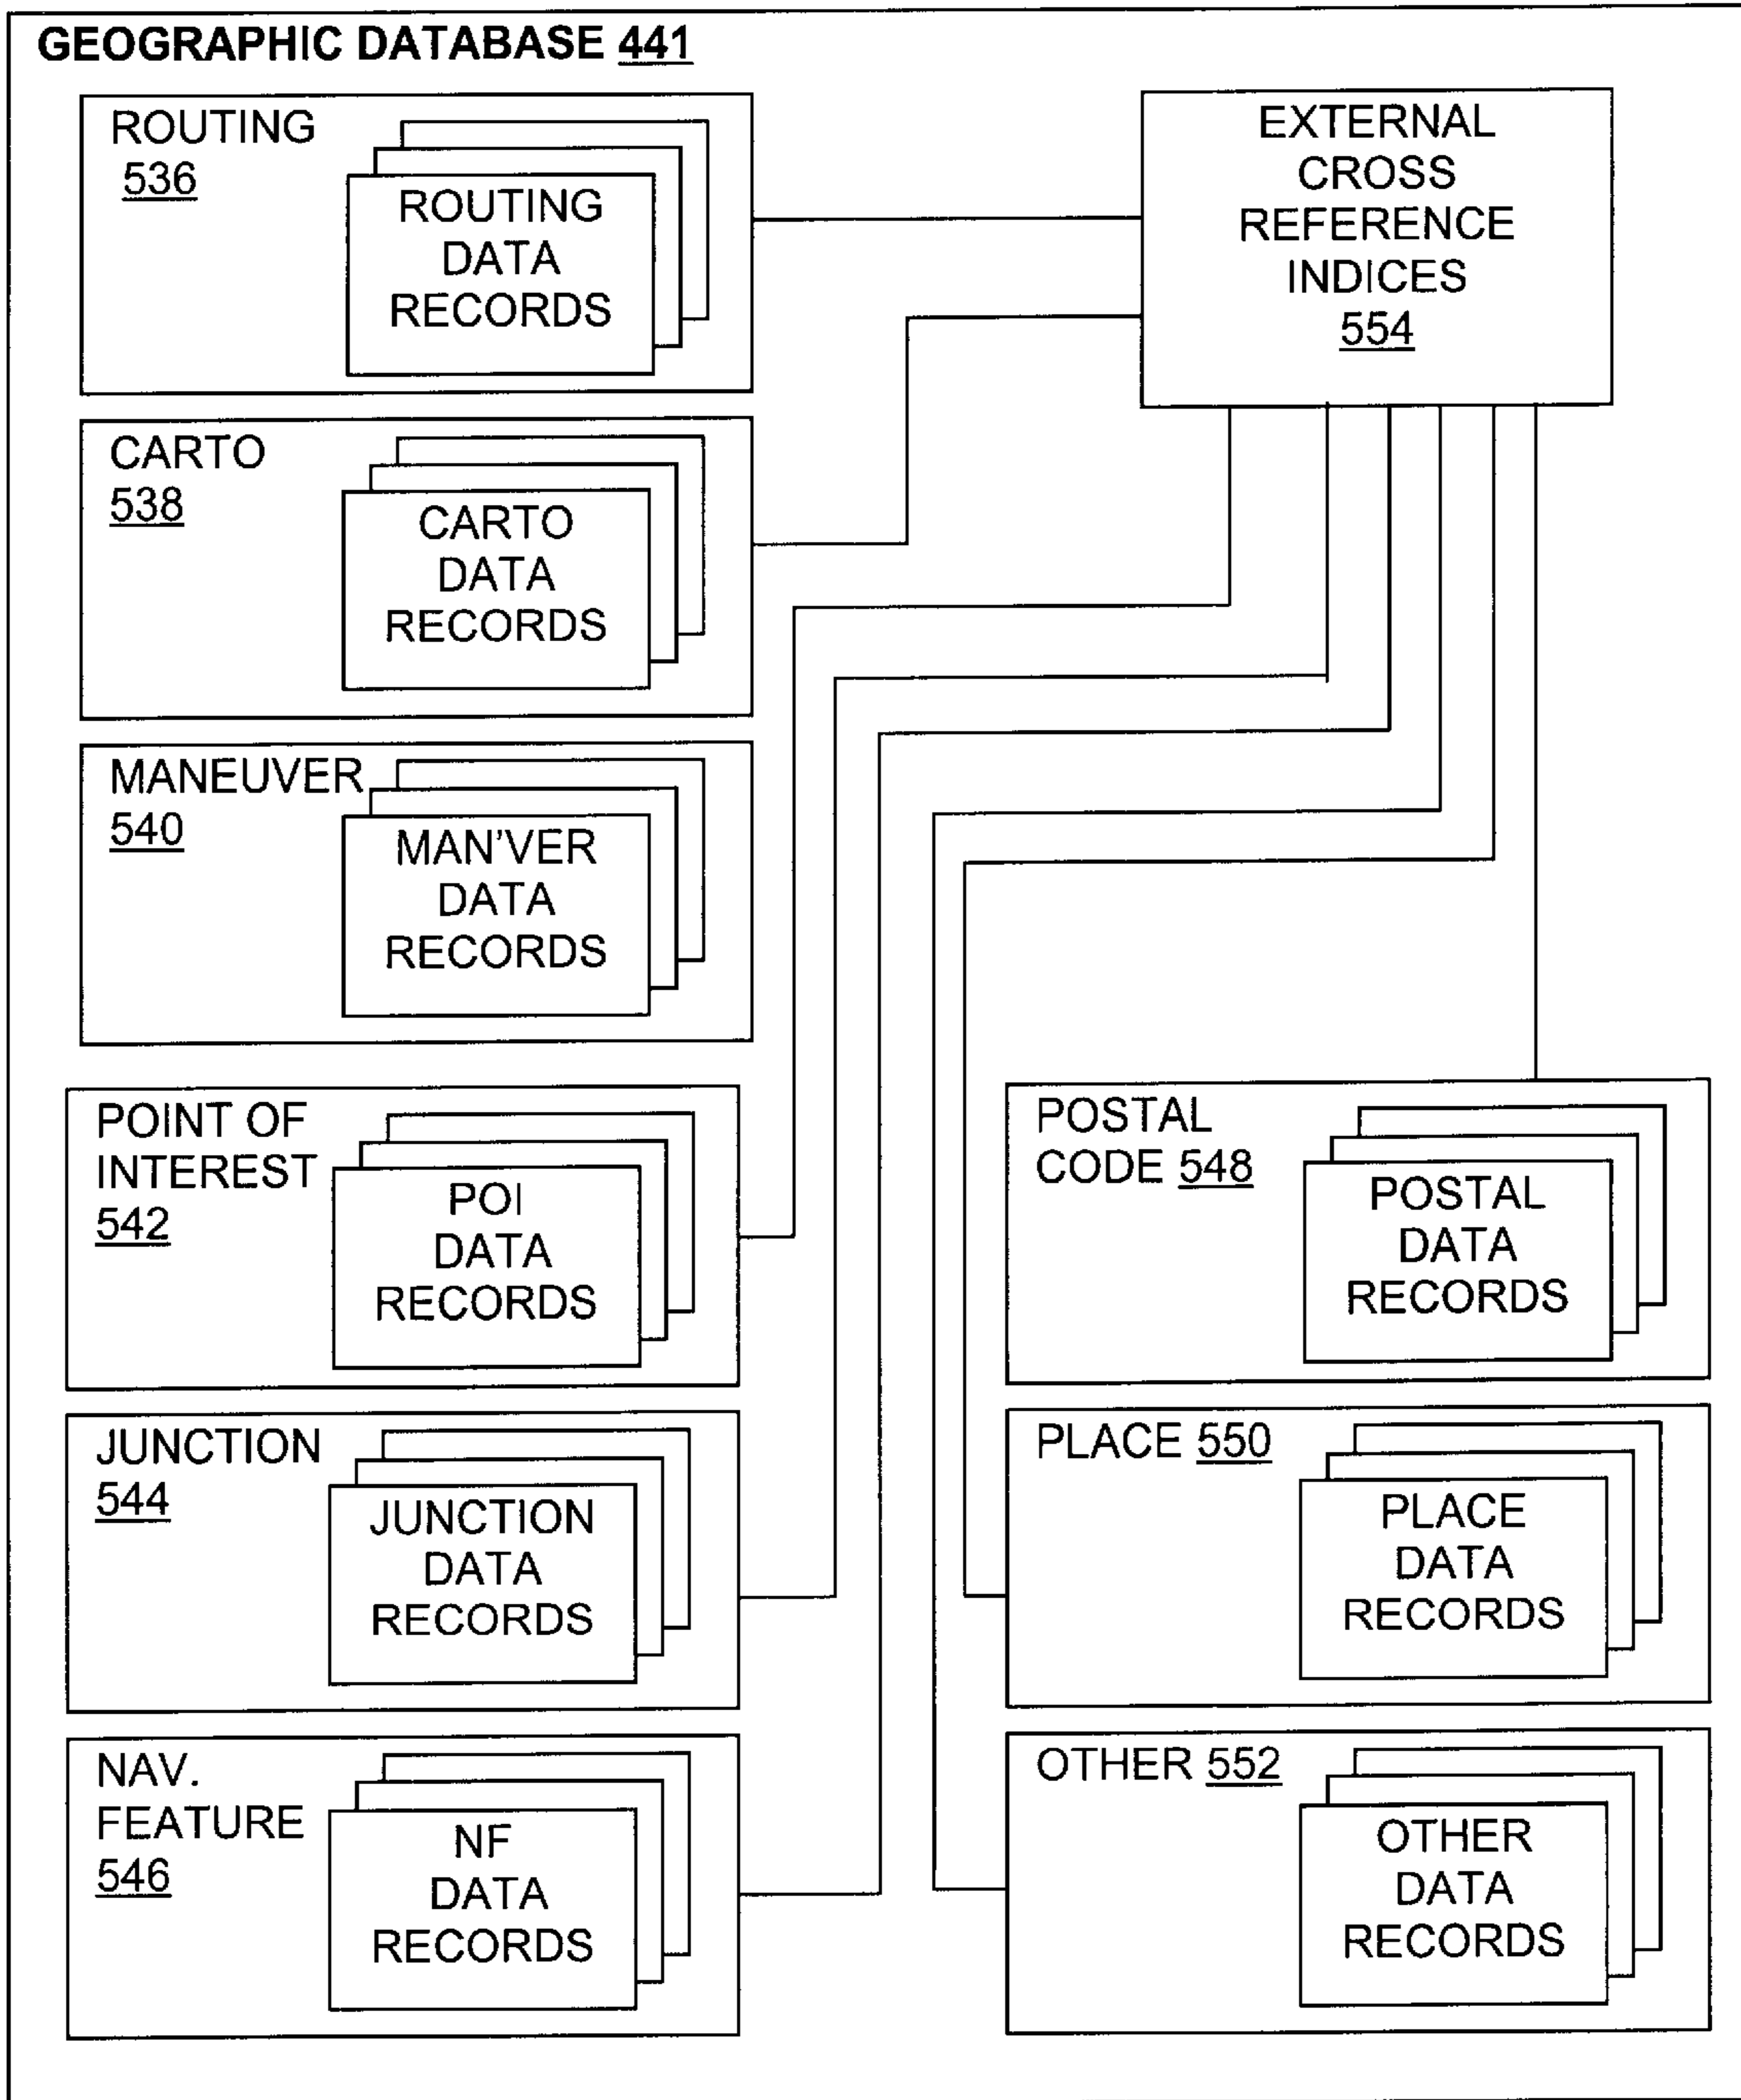 GEOGRAPHIC DATABASE 441
ROUTING
536
ROUTING
DATA
RECORDS
EXTERNAL
CROSS
REFERENCE
INDICES
554
CARTO
538
CARTO
DATA
RECORDS
MANEUVER
540
MAN'VER
DATA
RECORDS
POINT OF
INTEREST
542
POI
DATA
RECORDS
JUNCTION
544
JUNCTION
DATA
RECORDS
NAV.
FEATURE
546
NF
DATA
RECORDS
POSTAL
CODE 548
POSTAL
DATA
RECORDS
PLACE 550
PLACE
DATA
RECORDS
OTHER 552
OTHER
DATA
RECORDS